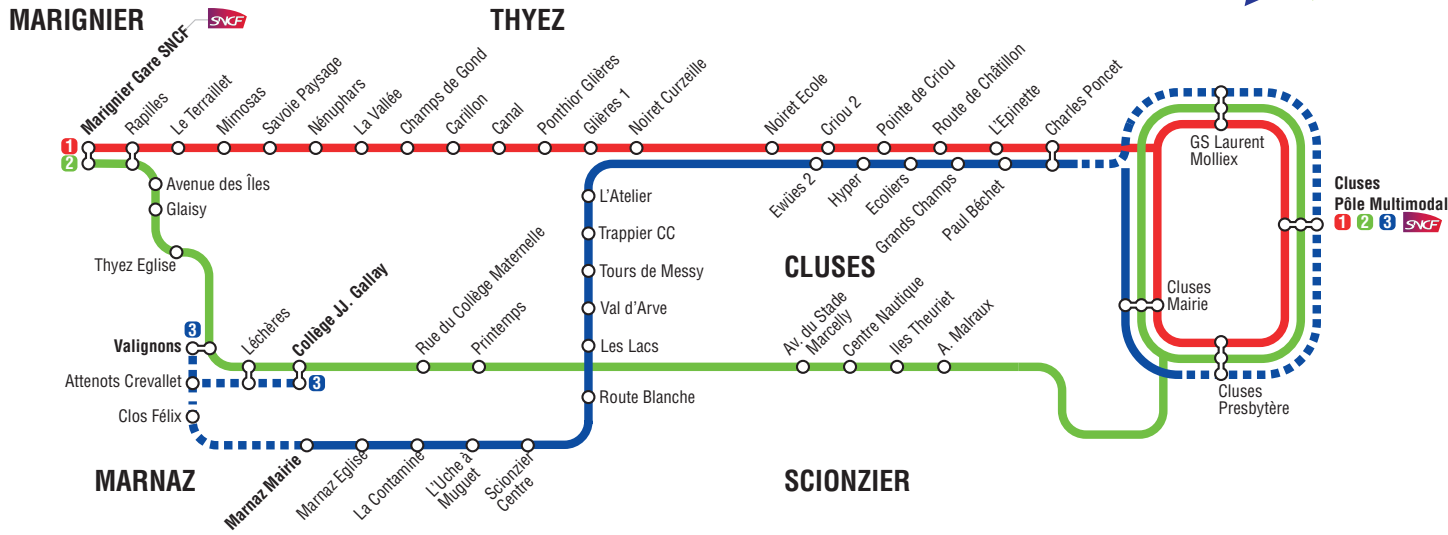 MARIGNIER
SNCF
THYEZ
Marignier Gare SNCF
Rapilles
Le Terraillet
Mimosas
Savoie Paysage
Nénuphars
La Vallée
Champs de Gond
Carillon
Canal
Ponthior Glières
Glières 1
Noiret Curzeille
Noiret Ecole
Criou 2
Pointe de Criou
Route de Châtillon
L'Epinette
Charles Poncet
1
2
GS Laurent
Molliex
Avenue des Îles
Glaisy
Thyez Eglise
Ewües 2
Hyper
Ecoliers
Grands Champs
Paul Béchet
Cluses
Pôle Multimodal
1 2 3 SNCF
L'Atelier
Trappier CC
Tours de Messy
Val d'Arve
Les Lacs
Route Blanche
CLUSES
Cluses
Mairie
3
Valignons
Léchères
Collège JJ. Gallay
Rue du Collège Maternelle
Printemps
Av. du Stade
Marcelly
Centre Nautique
Iles Theuriet
A. Malraux
Attenots Crevallet
3
Clos Félix
Cluses
Presbytère
MARNAZ
Marnaz Mairie
Marnaz Eglise
La Contamine
L'Uche à
Muguet
Scionzier
Centre
SCIONZIER